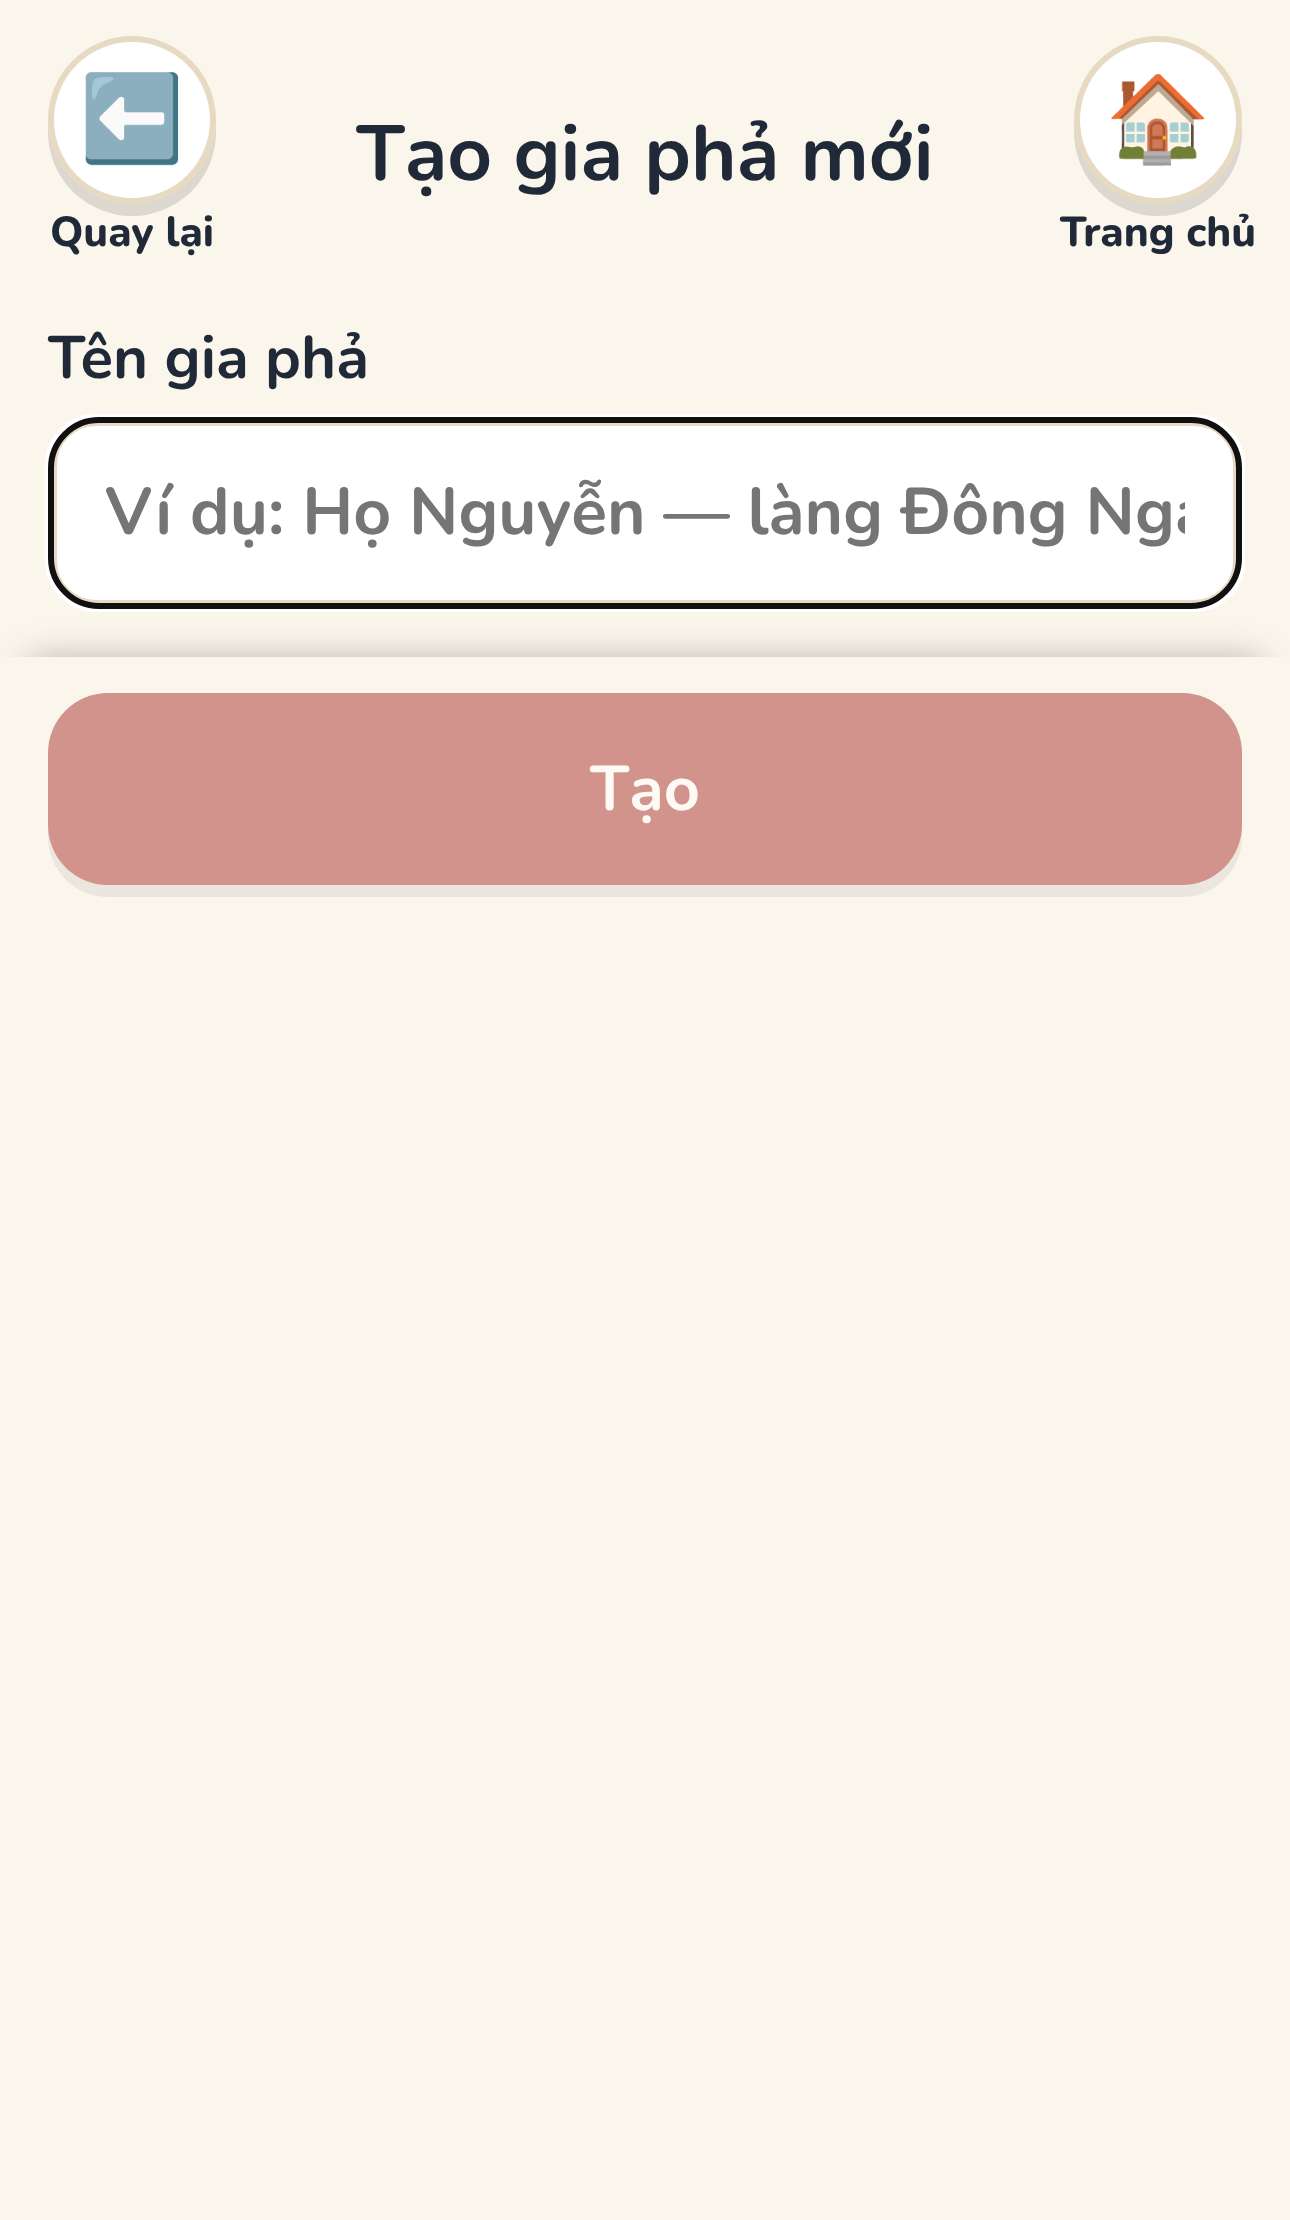 Tạo gia phả mới
Quay lại
Trang chủ
Tên gia phả
Ví dụ: Họ Nguyễn — làng Đông
Tạo